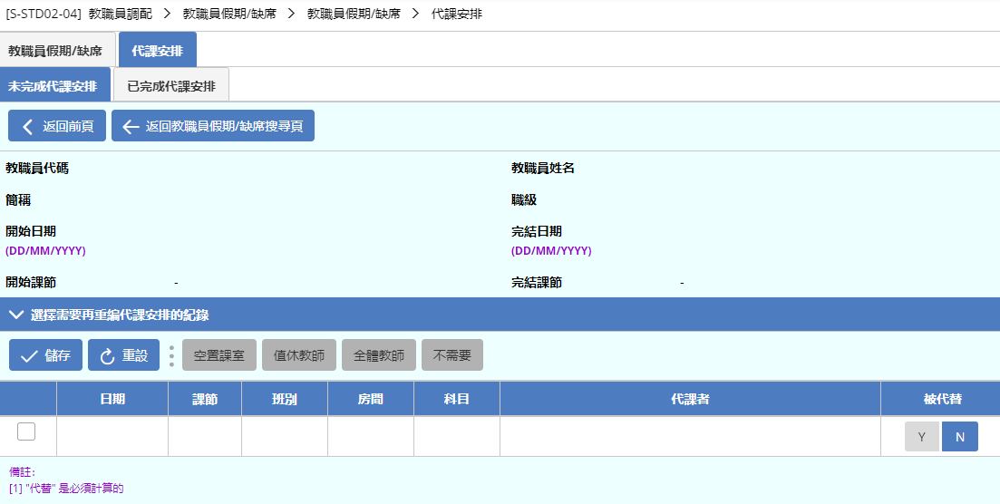 [S-STD02-04] 教職員調配 > 教職員假期/缺席 > 教職員假期/缺席 > 代課安排
教職員假期/缺席 代課安排
未完成代課安排 已完成代課安排
返回前頁 返回教職員假期/缺席搜尋頁
教職員代碼 教職員姓名
簡稱 職級
開始日期 完結日期
(DD/MM/YYYY) (DD/MM/YYYY)
開始課節 - 完結課節 -
選擇需要再重編代課安排的紀錄
儲存 重設 空置課室 值休教師 全體教師 不需要
日期 課節 班別 房間 科目 代課者 被代替
Y N
備註:
[1] "代替" 是必須計算的